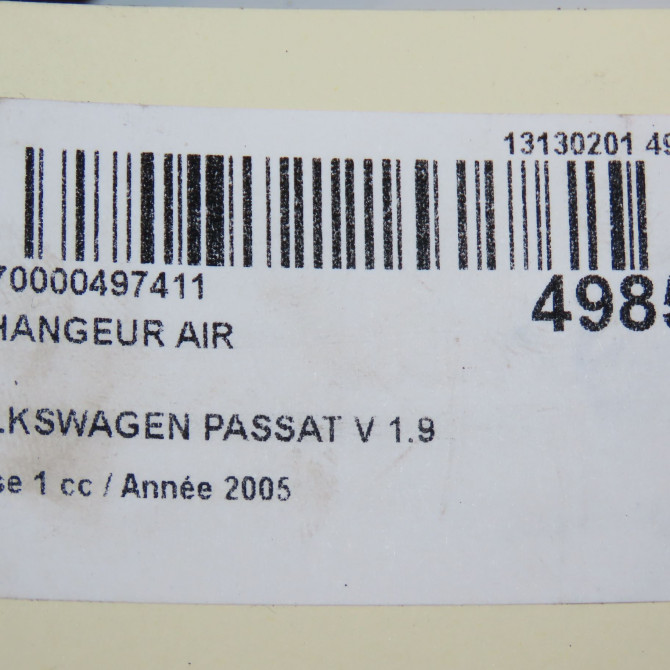 13130201 49
70000497411
4985
HANGEUR AIR
LKSWAGEN PASSAT V 1.9
se 1 cc / Année 2005